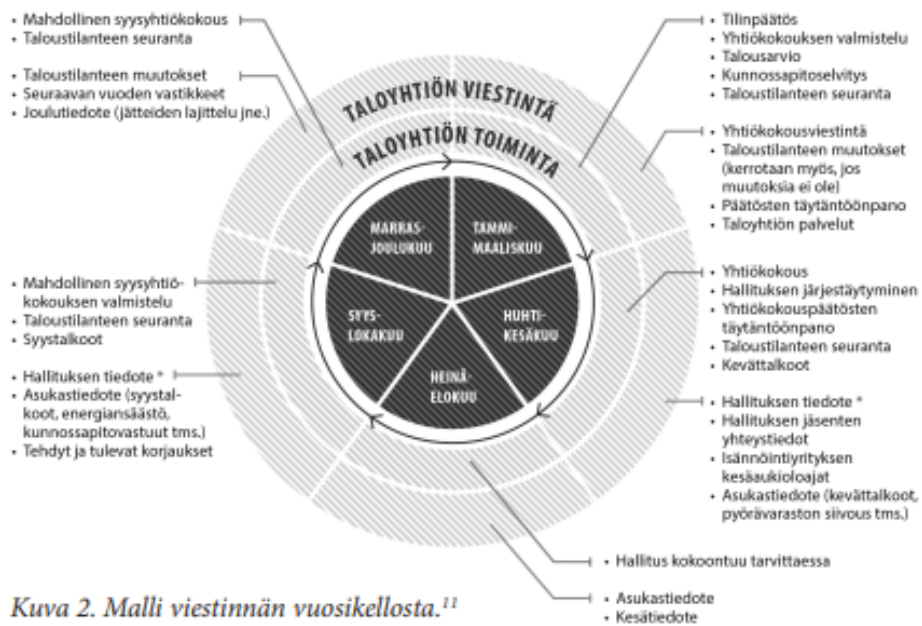 • Mahdollinen syysyhtiökokous
• Taloustilanteen seuranta
• Taloustilanteen muutokset
• Seuraavan vuoden vastikkeet
• Joulutiedote (jätteiden lajittelu jne.)
• Mahdollinen syysyhtiö-
kokouksen valmistelu
• Taloustilanteen seuranta
• Syystalkoot
• Hallituksen tiedote *
• Asukastiedote (syystal-
koot, energiansäästö,
kunnossapitovastuut tms.)
• Tehdyt ja tulevat korjaukset
TALOYHTIÖN VIESTINTÄ
TALOYHTIÖN TOIMINTA
MARRAS-
JOULUKUU
TAMMI-
MAALISKUU
SYYS-
LOKAKUU
HUHTI-
KESÄKUU
HEINÄ-
ELOKUU
• Tilinpäätös
• Yhtiökokouksen valmistelu
• Talousarvio
• Kunnossapitoselvitys
• Taloustilanteen seuranta
• Yhtiökokousviestintä
• Taloustilanteen muutokset
(kerrotaan myös, jos
muutoksia ei ole)
• Päätösten täytäntöönpano
• Taloyhtiön palvelut
• Yhtiökokous
• Hallituksen järjestäytyminen
• Yhtiökokouspäätösten
täytäntöönpano
• Taloustilanteen seuranta
• Kevättalkoot
• Hallituksen tiedote *
• Hallituksen jäsenten
yhteystiedot
• Isännöintiyrityksen
kesäaukioloajat
• Asukastiedote (kevättalkoot,
pyörävaraston siivous tms.)
• Hallitus kokoontuu tarvittaessa
• Asukastiedote
• Kesätiedote
Kuva 2. Malli viestinnän vuosikellosta.¹¹